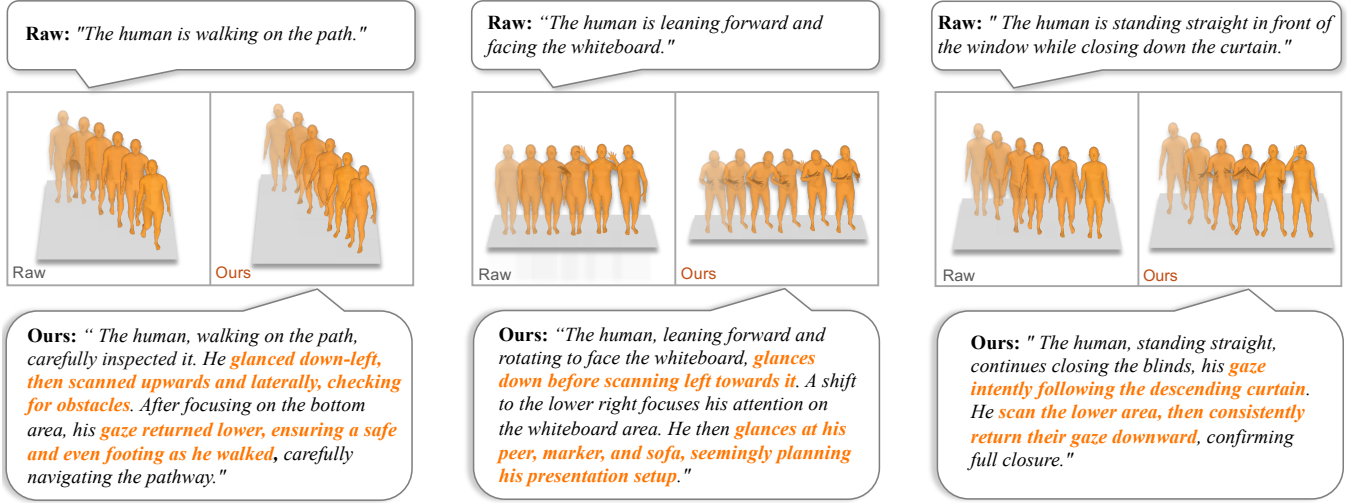 Raw: "The human is walking on the path."
Raw Ours
Ours: “ The human, walking on the path,
carefully inspected it. He glanced down-left,
then scanned upwards and laterally, checking
for obstacles. After focusing on the bottom
area, his gaze returned lower, ensuring a safe
and even footing as he walked, carefully
navigating the pathway."
Raw: “The human is leaning forward and
facing the whiteboard."
Raw Ours
Ours: “The human, leaning forward and
rotating to face the whiteboard, glances
down before scanning left towards it. A shift
to the lower right focuses his attention on
the whiteboard area. He then glances at his
peer, marker, and sofa, seemingly planning
his presentation setup."
Raw: " The human is standing straight in front of
the window while closing down the curtain."
Raw Ours
Ours: " The human, standing straight,
continues closing the blinds, his gaze
intently following the descending curtain.
He scan the lower area, then consistently
return their gaze downward, confirming
full closure."